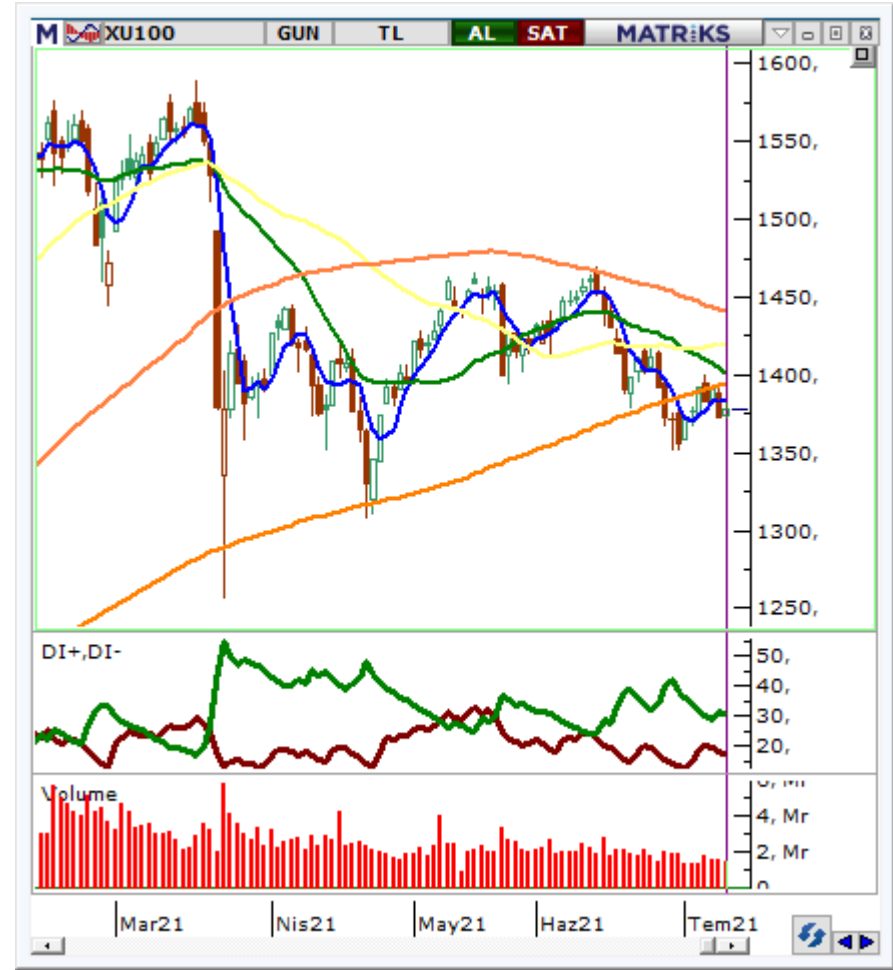 M XU100 GUN TL AL SAT MATRiKS
1600,
1550,
1500,
1450,
1400,
1350,
1300,
1250,
DI+,DI-
50,
40,
30,
20,
Volume
4, Mr
2, Mr
0
Mar21 Nis21 May21 Haz21 Tem21